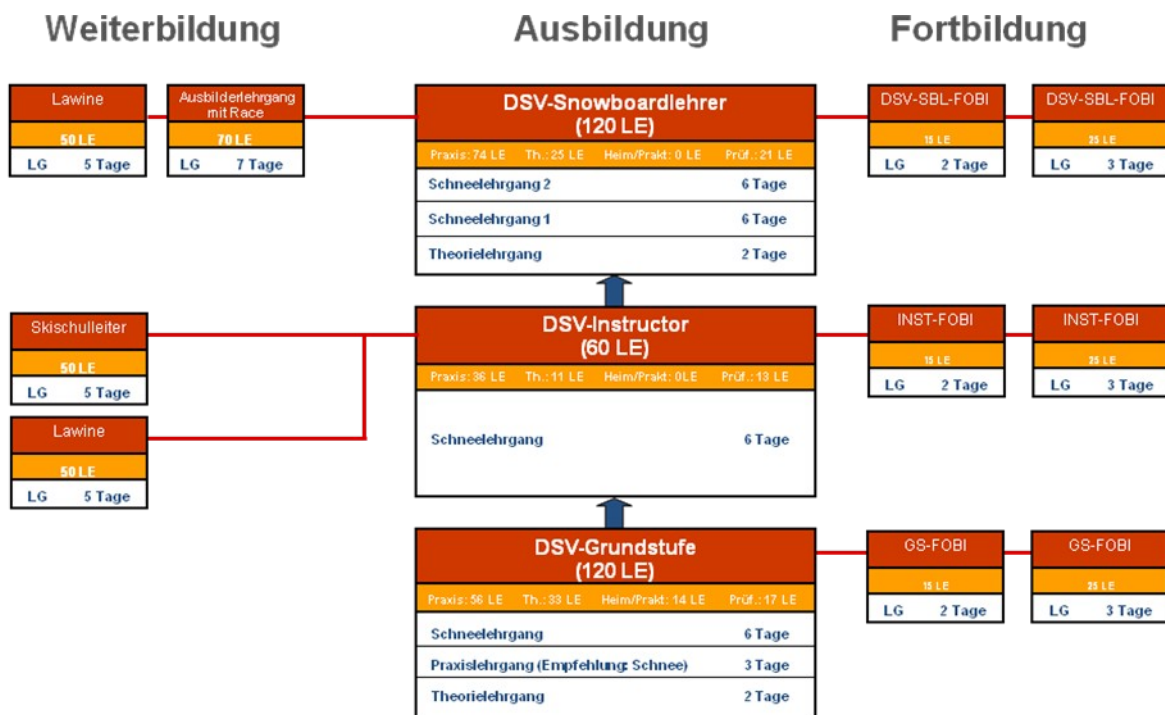 Weiterbildung
Ausbildung
Fortbildung
Lawine
50 LE
LG 5 Tage
Ausbilderlehrgang
mit Race
70 LE
LG 7 Tage
DSV-Snowboardlehrer
(120 LE)
Praxis: 74 LE Th.: 25 LE Heim/Prakt: 0 LE Prüf.: 21 LE
Schneelehrgang 2 6 Tage
Schneelehrgang 1 6 Tage
Theorielehrgang 2 Tage
DSV-SBL-FOBI
15 LE
LG 2 Tage
DSV-SBL-FOBI
25 LE
LG 3 Tage
Skischulleiter
50 LE
LG 5 Tage
Lawine
50 LE
LG 5 Tage
DSV-Instructor
(60 LE)
Praxis: 36 LE Th.: 11 LE Heim/Prakt: 0LE Prüf.: 13 LE
Schneelehrgang 6 Tage
INST-FOBI
15 LE
LG 2 Tage
INST-FOBI
25 LE
LG 3 Tage
DSV-Grundstufe
(120 LE)
Praxis: 56 LE Th.: 33 LE Heim/Prakt: 14 LE Prüf.: 17 LE
Schneelehrgang 6 Tage
Praxislehrgang (Empfehlung: Schnee) 3 Tage
Theorielehrgang 2 Tage
GS-FOBI
15 LE
LG 2 Tage
GS-FOBI
25 LE
LG 3 Tage